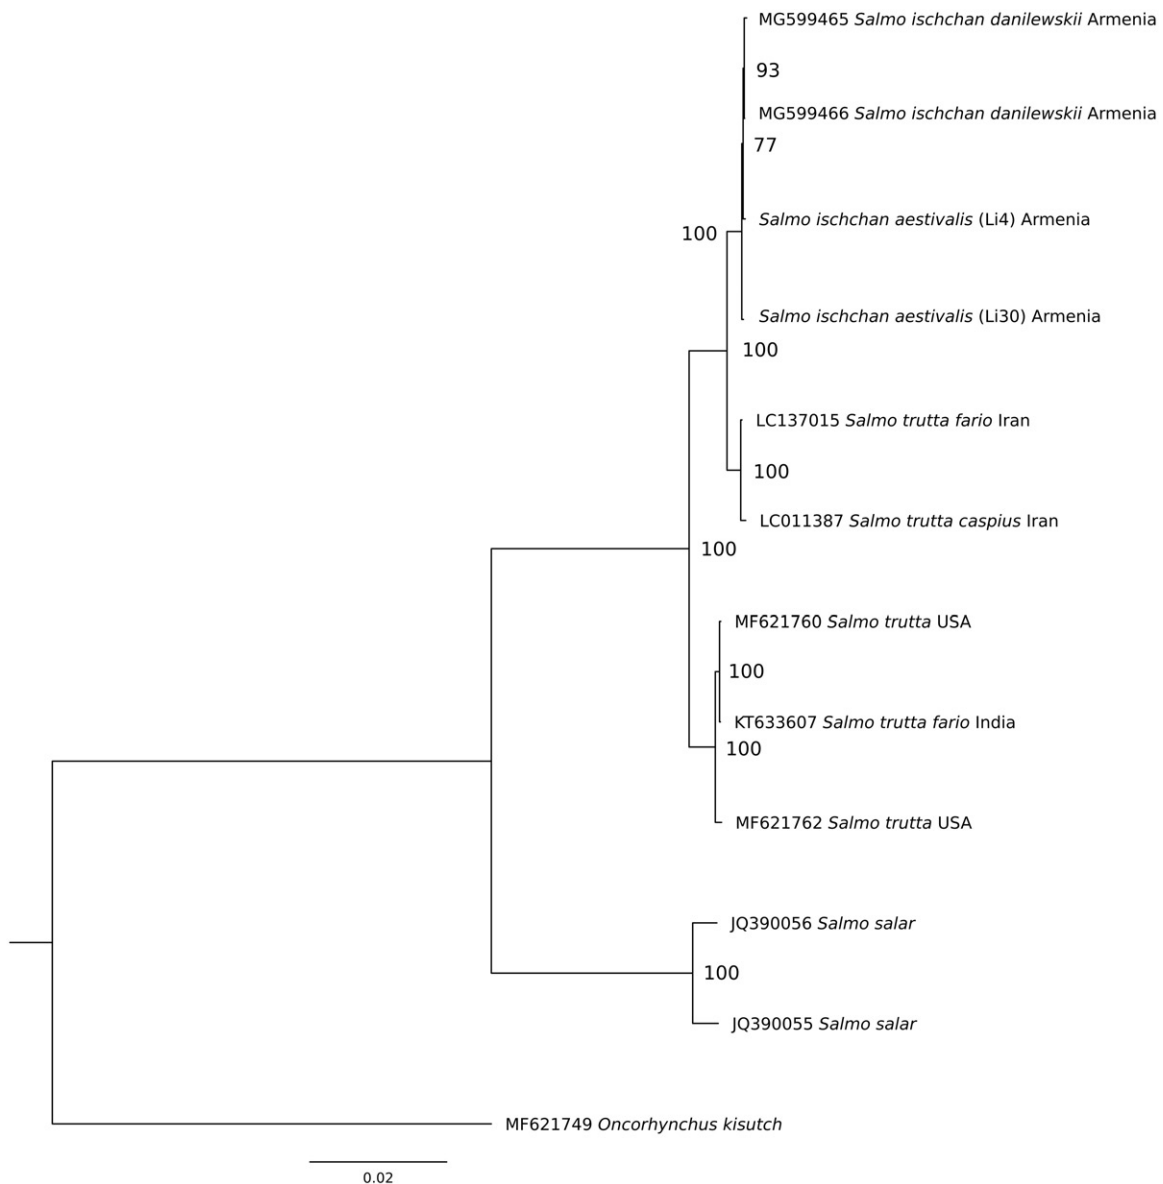 MG599465 Salmo ischchan danilewskii Armenia
93
MG599466 Salmo ischchan danilewskii Armenia
77
Salmo ischchan aestivalis (Li4) Armenia
100
Salmo ischchan aestivalis (Li30) Armenia
100
LC137015 Salmo trutta fario Iran
100
LC011387 Salmo trutta caspius Iran
100
MF621760 Salmo trutta USA
100
KT633607 Salmo trutta fario India
100
MF621762 Salmo trutta USA
JQ390056 Salmo salar
100
JQ390055 Salmo salar
MF621749 Oncorhynchus kisutch
0.02